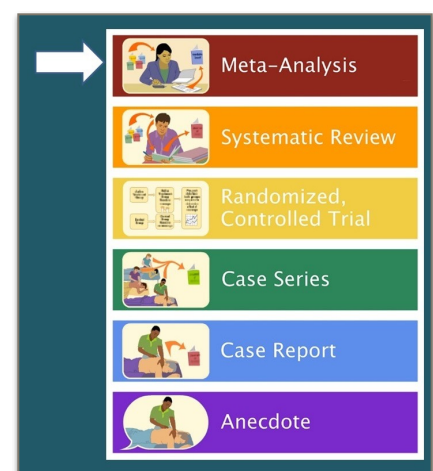 Meta-Analysis
Systematic Review
Randomized,
Controlled Trial
Case Series
Case Report
Anecdote